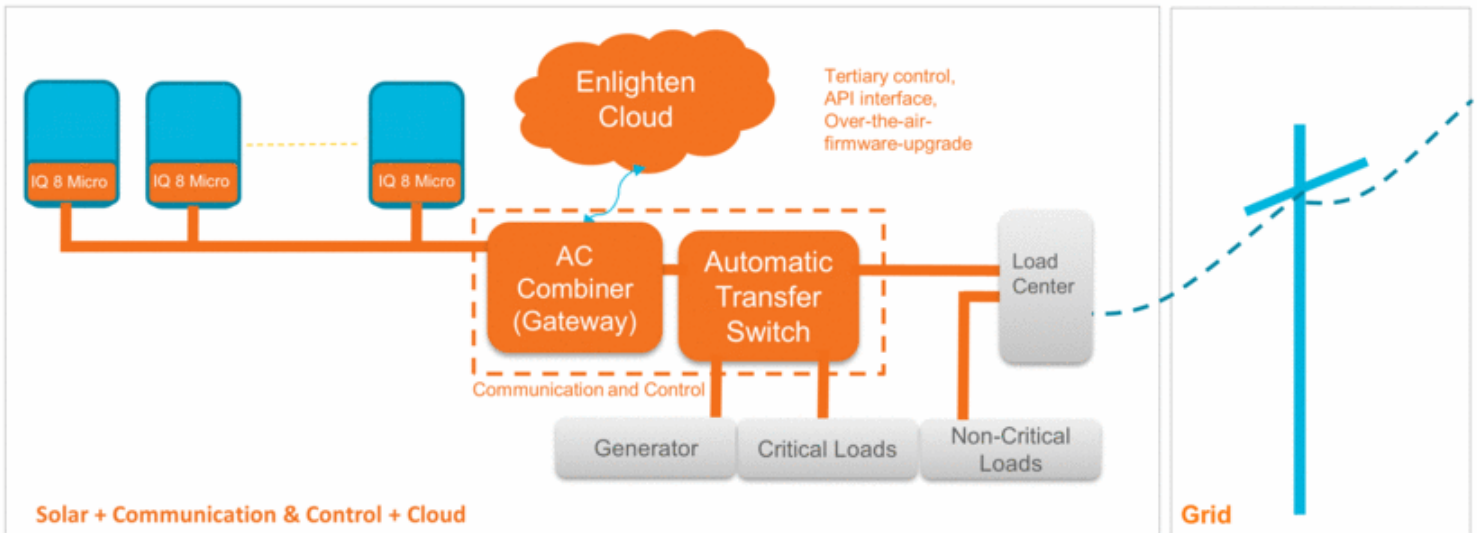 Enlighten
Cloud
Tertiary control,
API interface,
Over-the-air-
firmware-upgrade
IQ 8 Micro
IQ 8 Micro
IQ 8 Micro
AC
Combiner
(Gateway)
Automatic
Transfer
Switch
Load
Center
Communication and Control
Generator
Critical Loads
Non-Critical
Loads
Solar + Communication & Control + Cloud
Grid